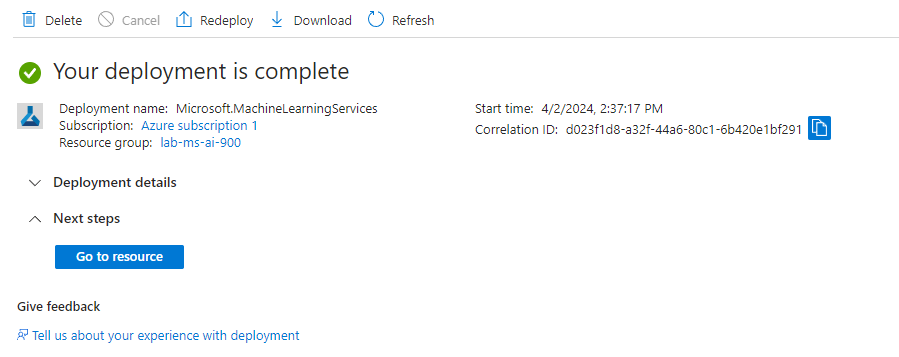 Delete Cancel Redeploy Download Refresh
Your deployment is complete
Deployment name: Microsoft.MachineLearningServices
Subscription: Azure subscription 1
Resource group: lab-ms-ai-900
Start time: 4/2/2024, 2:37:17 PM
Correlation ID: d023f1d8-a32f-44a6-80c1-6b420e1bf291
Deployment details
Next steps
Go to resource
Give feedback
Tell us about your experience with deployment